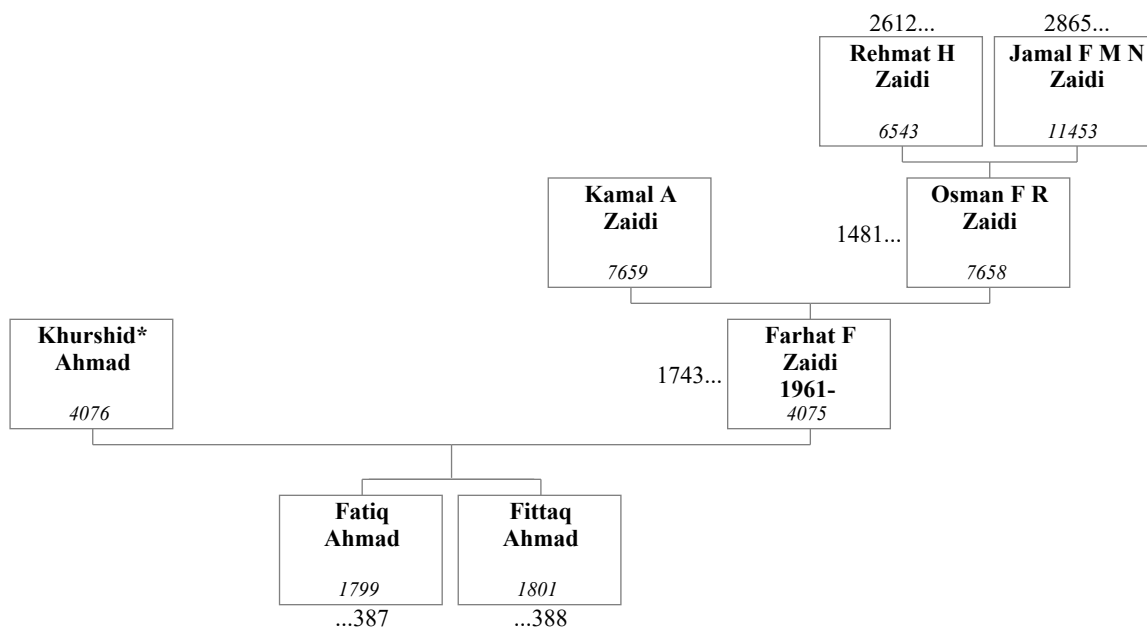 2612...
2865...
Rehmat H
Zaidi
6543
Jamal F M N
Zaidi
11453
Kamal A
Zaidi
7659
1481...
Osman F R
Zaidi
7658
Khurshid*
Ahmad
4076
1743...
Farhat F
Zaidi
1961-
4075
Fatiq
Ahmad
1799
...387
Fittaq
Ahmad
1801
...388